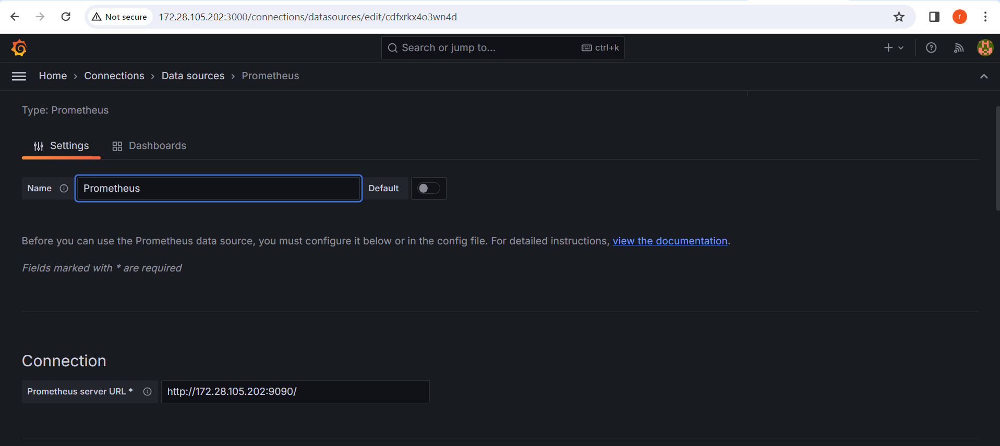 Not secure 172.28.105.202:3000/connections/datasources/edit/cdfxrkx4o3wn4d r
Search or jump to... ctrl+k
Home › Connections › Data sources › Prometheus
Type: Prometheus
Settings Dashboards
Name Prometheus Default
Before you can use the Prometheus data source, you must configure it below or in the config file. For detailed instructions, view the documentation.
Fields marked with * are required
Connection
Prometheus server URL * http://172.28.105.202:9090/